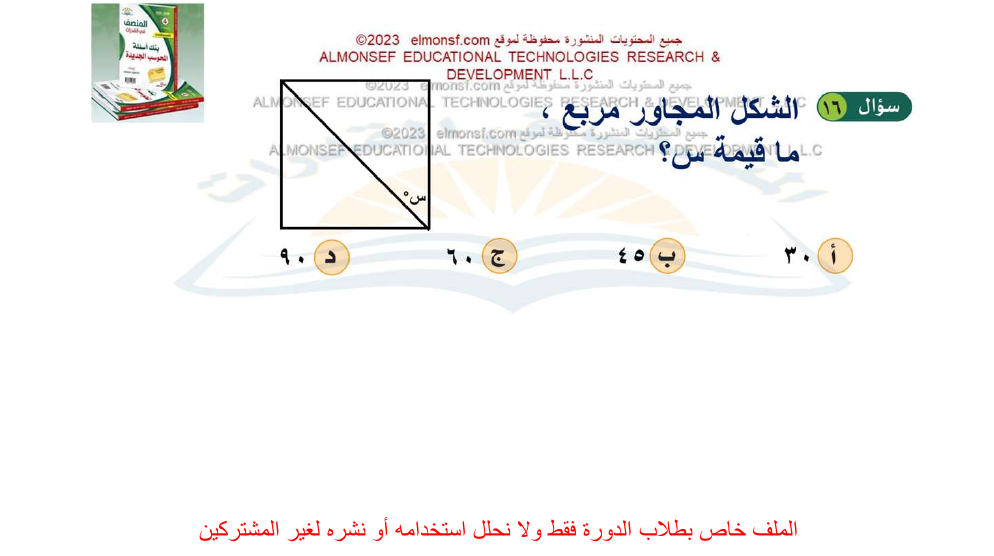 المنصف
في القدرات
بنك أسئلة
المحوسب الجديدة
جميع المحتويات المنشورة محفوظة لموقع elmonsf.com ©2023
ALMONSEF EDUCATIONAL TECHNOLOGIES RESEARCH &
DEVELOPMENT L.L.C
جميع المحتويات المنشورة محفوظة لموقع elmonsf.com ©2023
ALMONSEF EDUCATIONAL TECHNOLOGIES RESEARCH & DEVELOPMENT L.L.C
سؤال ١٦
الشكل المجاور مربع ،
جميع المحتويات المنشورة محفوظة لموقع elmonsf.com ©2023
ALMONSEF EDUCATIONAL TECHNOLOGIES RESEARCH & DEVELOPMENT L.L.C
ما قيمة س؟
س°
أ ٣٠
ب ٤٥
ج ٦٠
د ٩٠
الملف خاص بطلاب الدورة فقط ولا نحلل استخدامه أو نشره لغير المشتركين